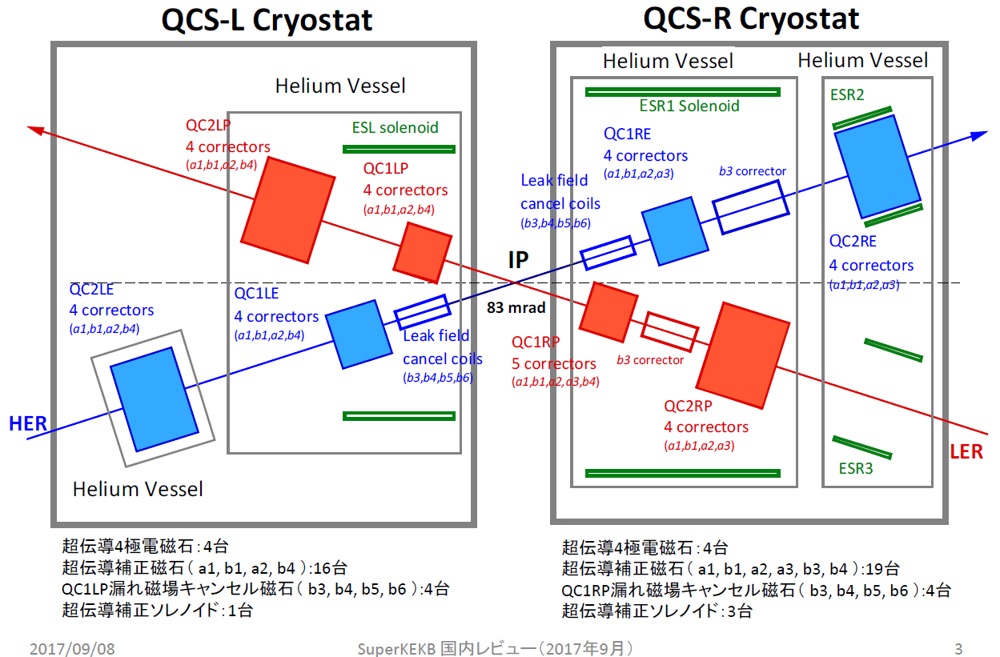 QCS-L Cryostat
QCS-R Cryostat
Helium Vessel
QC2LP
4 correctors
(a1,b1,a2,b4)
ESL solenoid
QC1LP
4 correctors
(a1,b1,a2,b4)
QC2LE
4 correctors
(a1,b1,a2,b4)
QC1LE
4 correctors
(a1,b1,a2,b4)
Leak field
cancel coils
(b3,b4,b5,b6)
HER
Helium Vessel
IP
83 mrad
Helium Vessel
Helium Vessel
ESR1 Solenoid
ESR2
QC1RE
4 correctors
(a1,b1,a2,a3)
b3 corrector
Leak field
cancel coils
(b3,b4,b5,b6)
QC2RE
4 correctors
(a1,b1,a2,a3)
QC1RP
5 correctors
(a1,b1,a2,a3,b4)
b3 corrector
QC2RP
4 correctors
(a1,b1,a2,a3)
LER
ESR3
超伝導4極電磁石：4台
超伝導補正磁石（ a1, b1, a2, b4 ）:16台
QC1LP漏れ磁場キャンセル磁石（ b3, b4, b5, b6 ）:4台
超伝導補正ソレノイド：1台
超伝導4極電磁石：4台
超伝導補正磁石（ a1, b1, a2, a3, b3, b4 ）:19台
QC1RP漏れ磁場キャンセル磁石（ b3, b4, b5, b6 ）:4台
超伝導補正ソレノイド：3台
2017/09/08
SuperKEKB 国内レビュー（2017年9月）
3